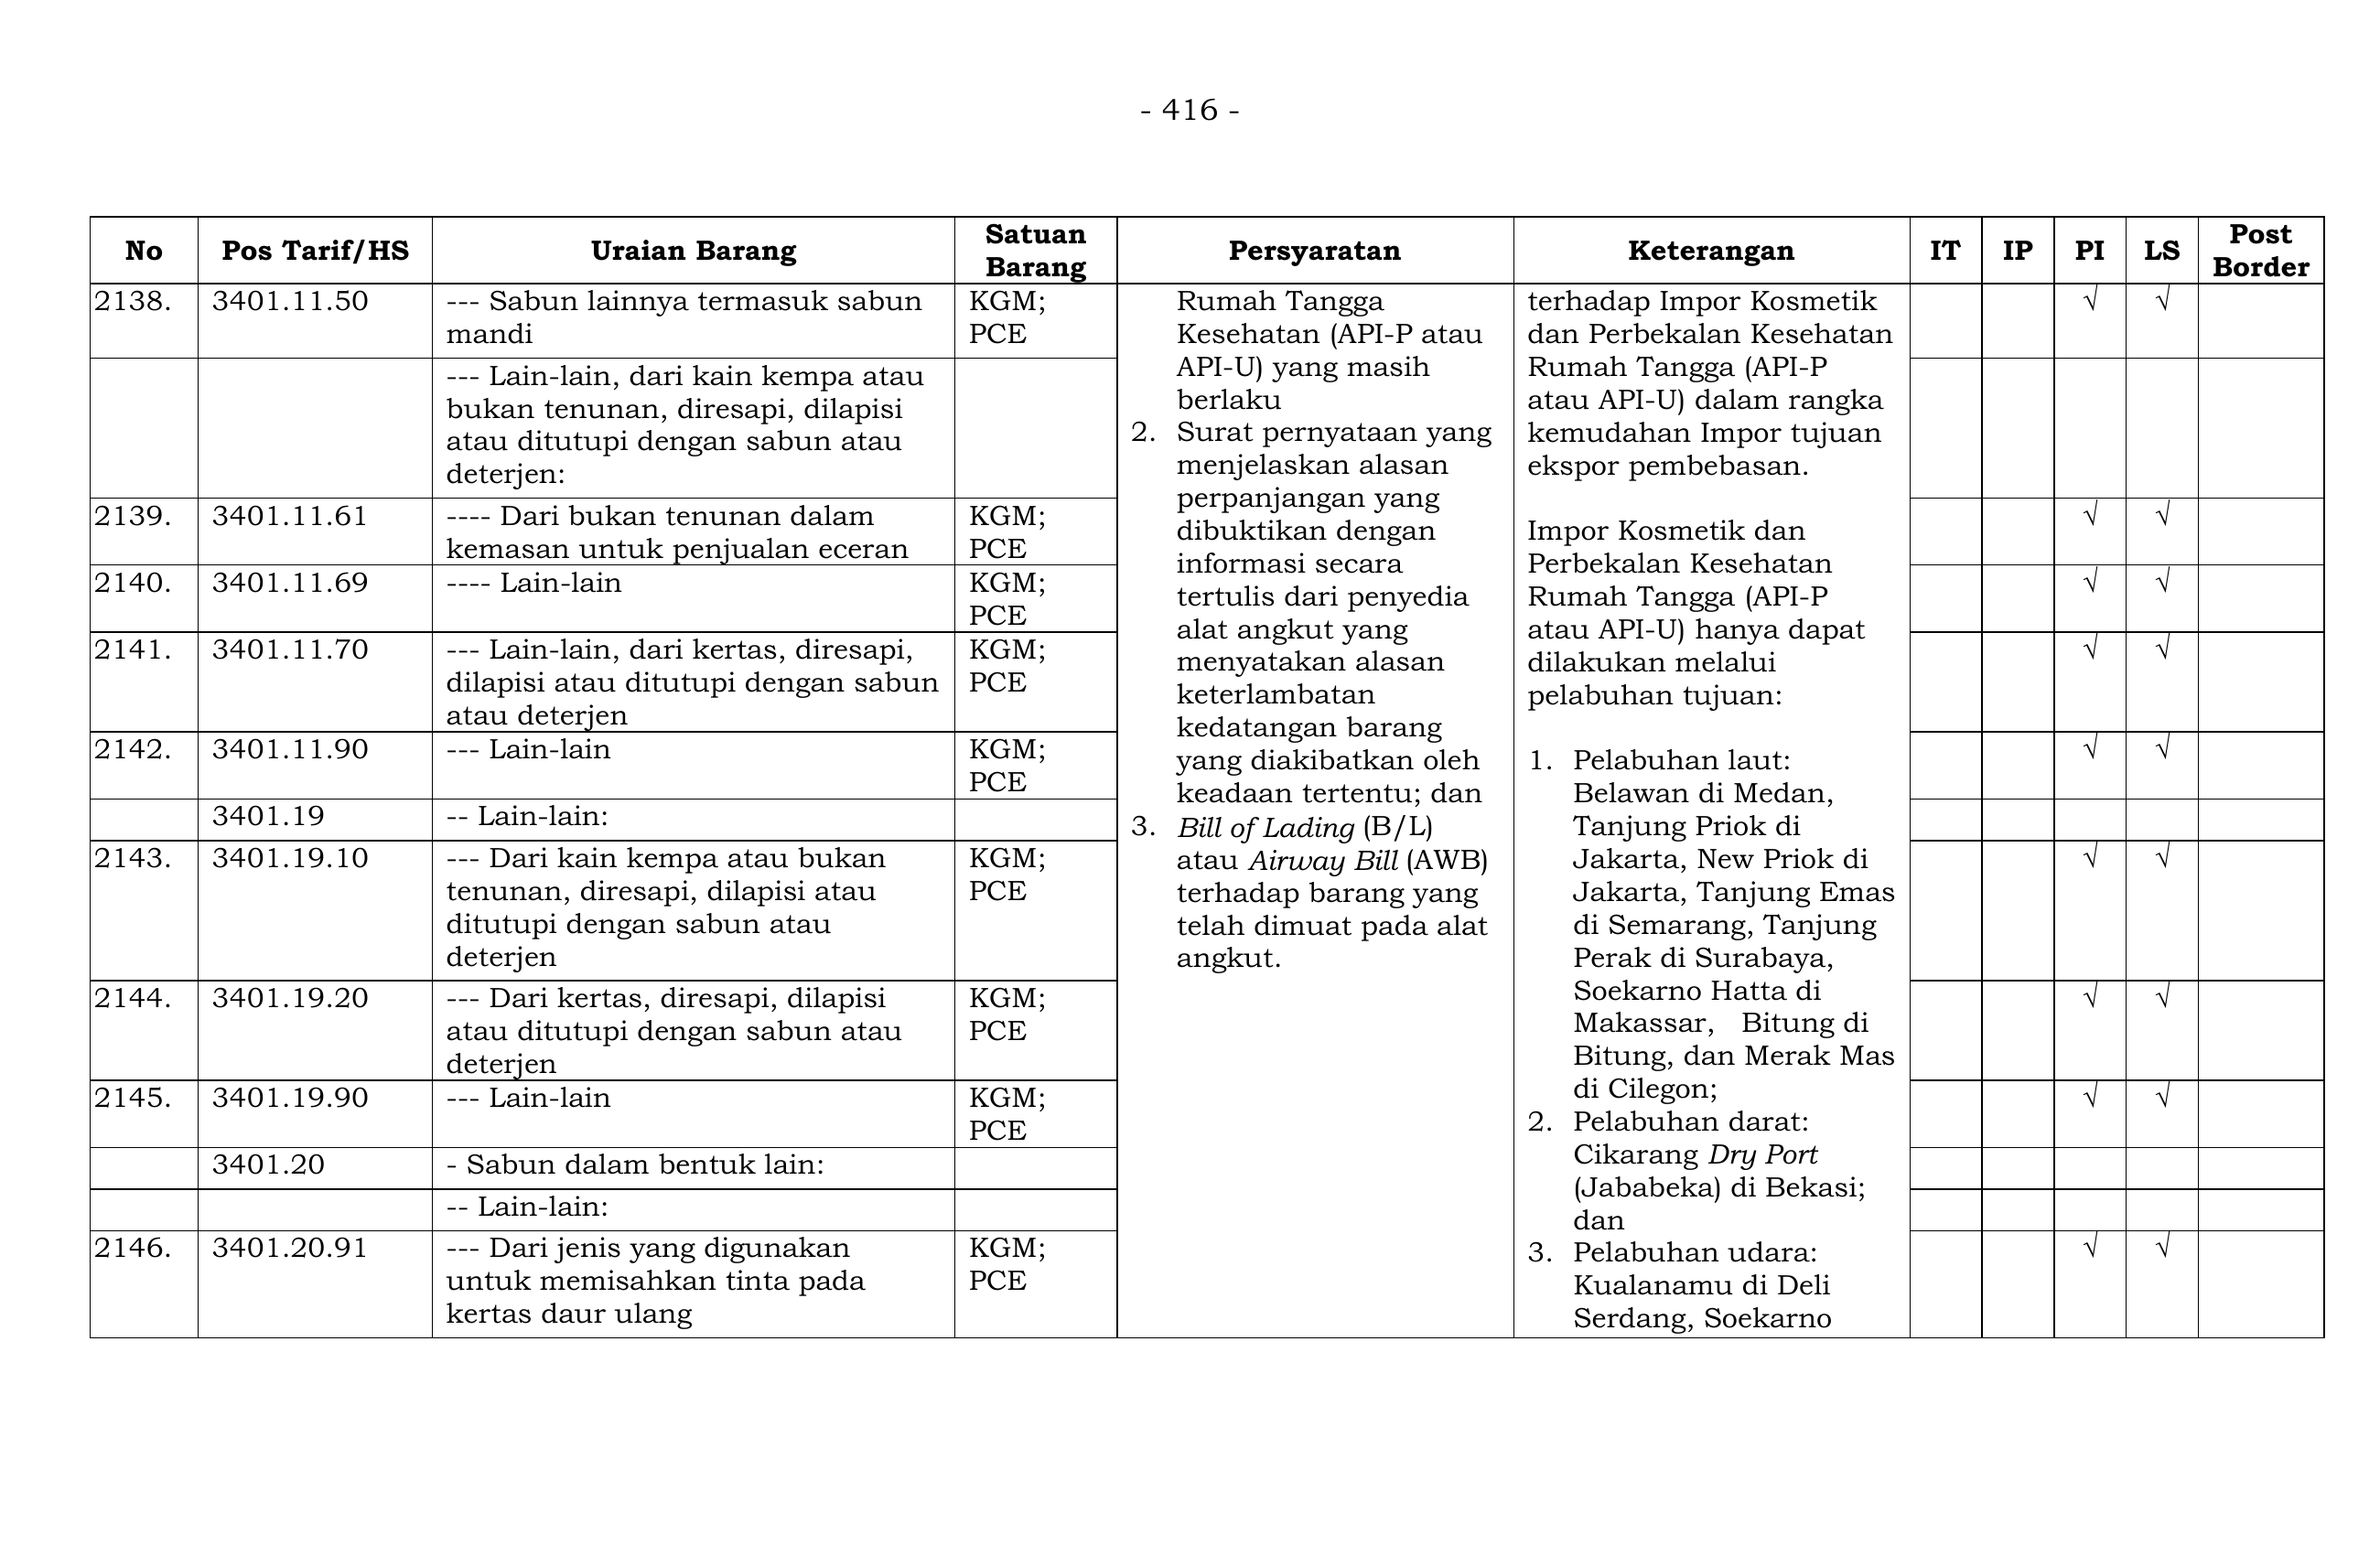 - 416 -
No
Pos Tarif/HS
Uraian Barang
Satuan
Barang
Persyaratan
Keterangan
IT
IP
PI
LS
Post
Border
2138.
3401.11.50
--- Sabun lainnya termasuk sabun
mandi
KGM;
PCE
√
√
--- Lain-lain, dari kain kempa atau
bukan tenunan, diresapi, dilapisi
atau ditutupi dengan sabun atau
deterjen:
2139.
3401.11.61
---- Dari bukan tenunan dalam
kemasan untuk penjualan eceran
KGM;
PCE
√
√
2140.
3401.11.69
---- Lain-lain
KGM;
PCE
√
√
2141.
3401.11.70
--- Lain-lain, dari kertas, diresapi,
dilapisi atau ditutupi dengan sabun
atau deterjen
KGM;
PCE
√
√
2142.
3401.11.90
--- Lain-lain
KGM;
PCE
√
√
3401.19
-- Lain-lain:
2143.
3401.19.10
--- Dari kain kempa atau bukan
tenunan, diresapi, dilapisi atau
ditutupi dengan sabun atau
deterjen
KGM;
PCE
√
√
2144.
3401.19.20
--- Dari kertas, diresapi, dilapisi
atau ditutupi dengan sabun atau
deterjen
KGM;
PCE
√
√
2145.
3401.19.90
--- Lain-lain
KGM;
PCE
√
√
3401.20
- Sabun dalam bentuk lain:
-- Lain-lain:
2146.
3401.20.91
--- Dari jenis yang digunakan
untuk memisahkan tinta pada
kertas daur ulang
KGM;
PCE
√
√
Rumah Tangga
Kesehatan (API-P atau
API-U) yang masih
berlaku
2. Surat pernyataan yang
menjelaskan alasan
perpanjangan yang
dibuktikan dengan
informasi secara
tertulis dari penyedia
alat angkut yang
menyatakan alasan
keterlambatan
kedatangan barang
yang diakibatkan oleh
keadaan tertentu; dan
3. Bill of Lading (B/L)
atau Airway Bill (AWB)
terhadap barang yang
telah dimuat pada alat
angkut.
terhadap Impor Kosmetik
dan Perbekalan Kesehatan
Rumah Tangga (API-P
atau API-U) dalam rangka
kemudahan Impor tujuan
ekspor pembebasan.
Impor Kosmetik dan
Perbekalan Kesehatan
Rumah Tangga (API-P
atau API-U) hanya dapat
dilakukan melalui
pelabuhan tujuan:
1. Pelabuhan laut:
Belawan di Medan,
Tanjung Priok di
Jakarta, New Priok di
Jakarta, Tanjung Emas
di Semarang, Tanjung
Perak di Surabaya,
Soekarno Hatta di
Makassar, Bitung di
Bitung, dan Merak Mas
di Cilegon;
2. Pelabuhan darat:
Cikarang Dry Port
(Jababeka) di Bekasi;
dan
3. Pelabuhan udara:
Kualanamu di Deli
Serdang, Soekarno